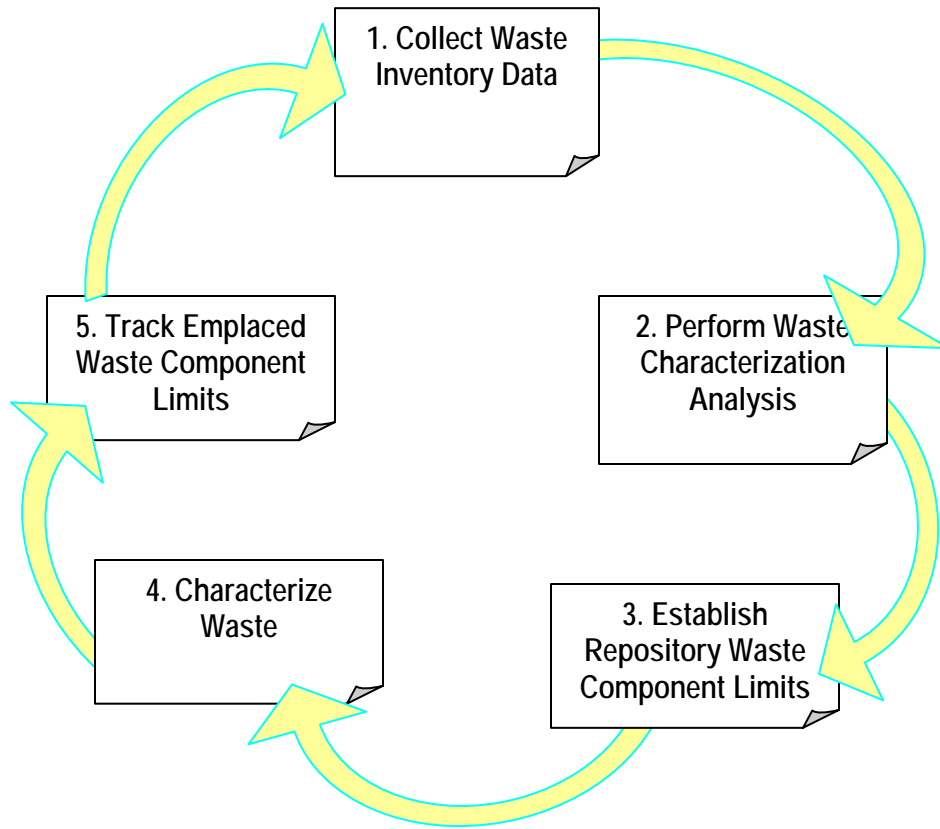 1. Collect Waste
Inventory Data
2. Perform Waste
Characterization
Analysis
3. Establish
Repository Waste
Component Limits
4. Characterize
Waste
5. Track Emplaced
Waste Component
Limits